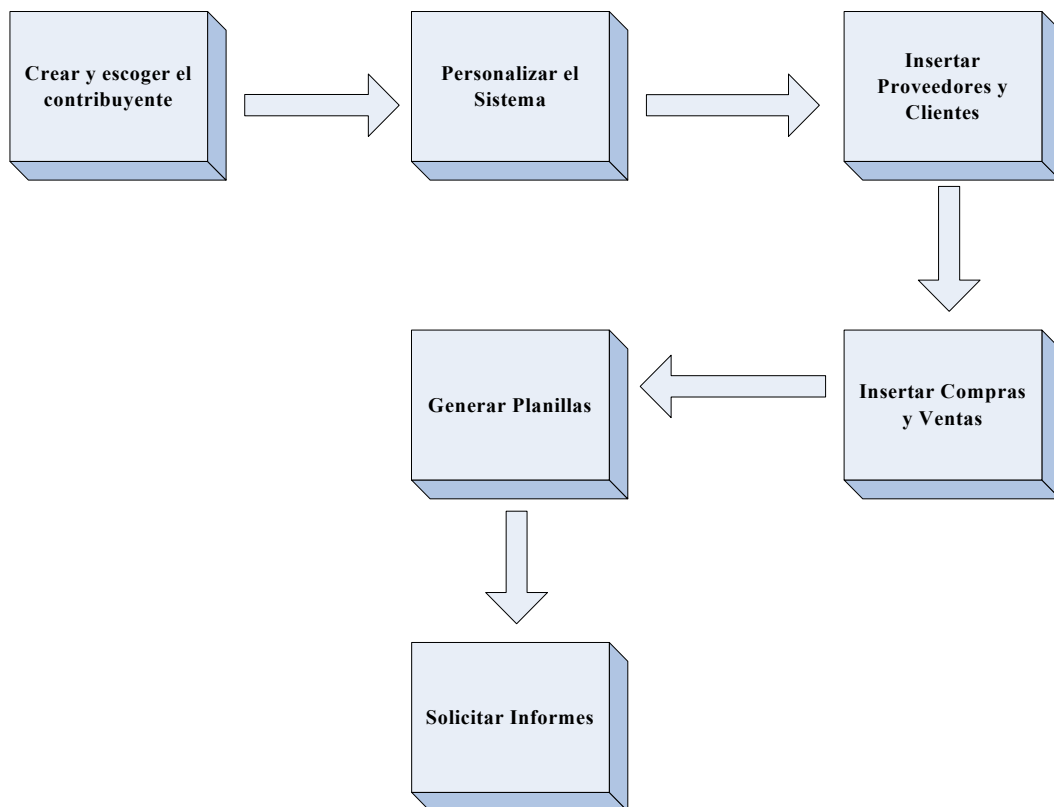 Crear y escoger el
contribuyente
Personalizar el
Sistema
Insertar
Proveedores y
Clientes
Insertar Compras
y Ventas
Generar Planillas
Solicitar Informes